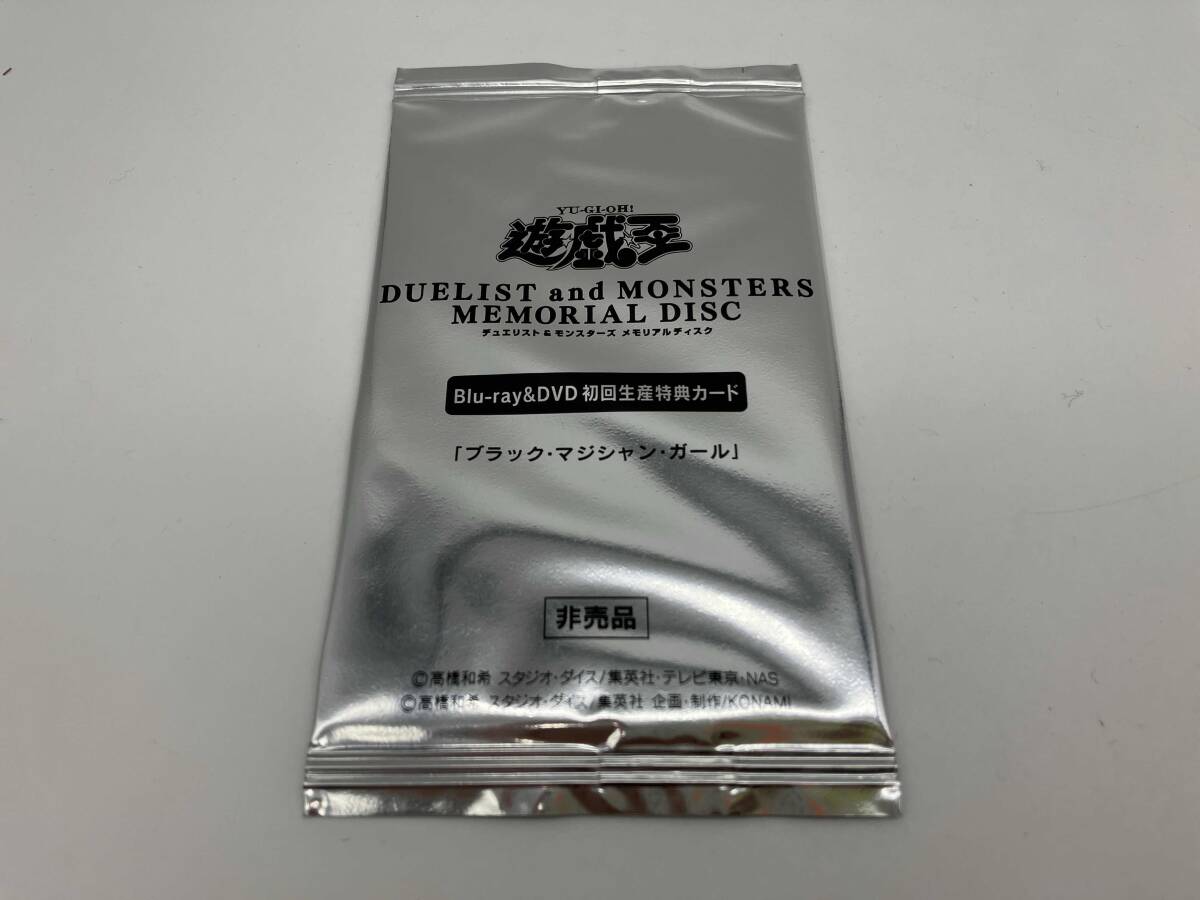 YU-GI-OH!
遊戯王
DUELIST and MONSTERS
MEMORIAL DISC
デュエリスト&モンスターズ メモリアルディスク
Blu-ray&DVD 初回生産特典カード
「ブラック・マジシャン・ガール」
非売品
©高橋和希 スタジオ・ダイス/集英社・テレビ東京・NAS
©高橋和希 スタジオ・ダイス/集英社 企画・制作/KONAMI